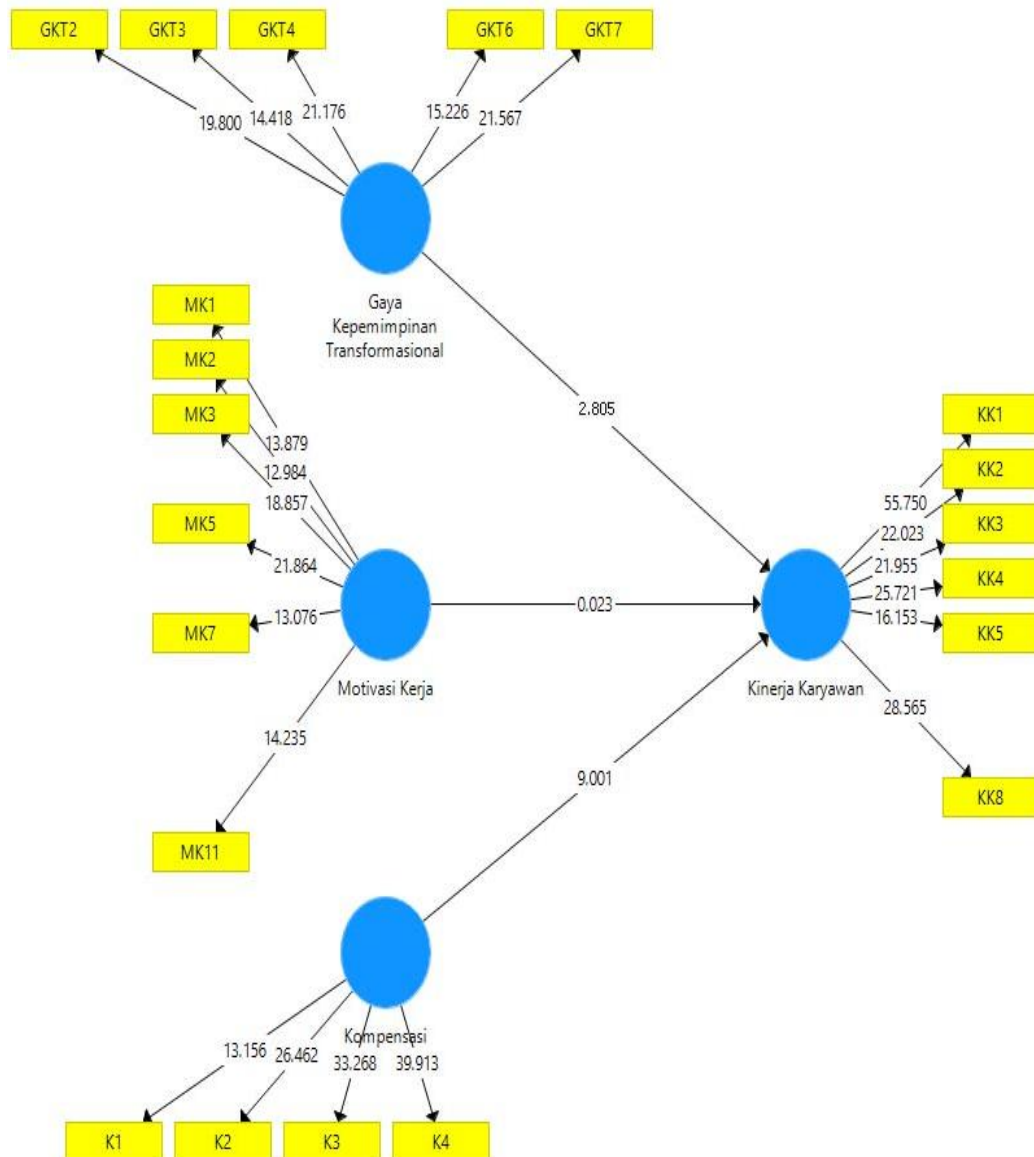 GKT2
GKT3
GKT4
GKT6
GKT7
19.800
14.418
21.176
15.226
21.567
Gaya
Kepemimpinan
Transformasional
MK1
MK2
MK3
MK5
MK7
MK11
13.879
12.984
18.857
21.864
13.076
14.235
Motivasi Kerja
2.805
0.023
9.001
KK1
KK2
KK3
KK4
KK5
KK8
55.750
22.023
21.955
25.721
16.153
28.565
Kinerja Karyawan
Kompensasi
13.156
26.462
33.268
39.913
K1
K2
K3
K4